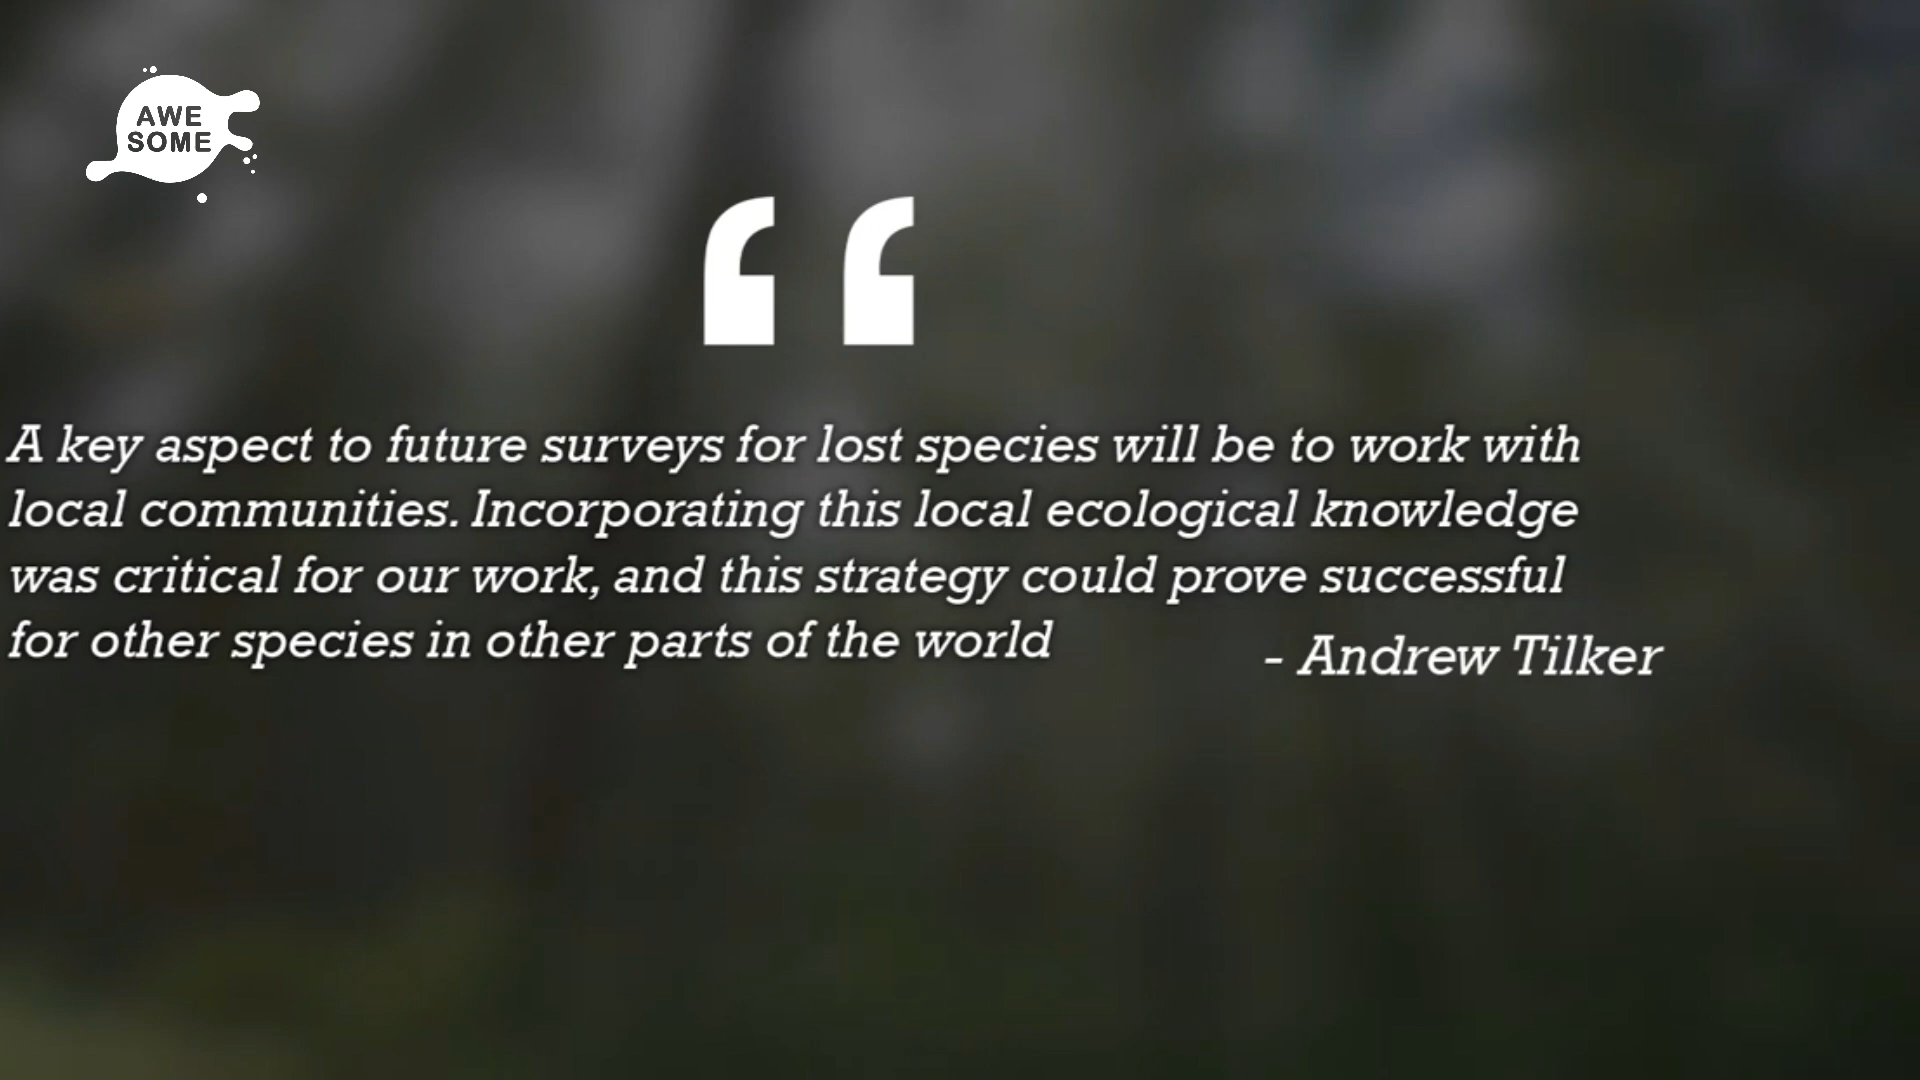 AWE
SOME
“
A key aspect to future surveys for lost species will be to work with
local communities. Incorporating this local ecological knowledge
was critical for our work, and this strategy could prove successful
for other species in other parts of the world
- Andrew Tilker